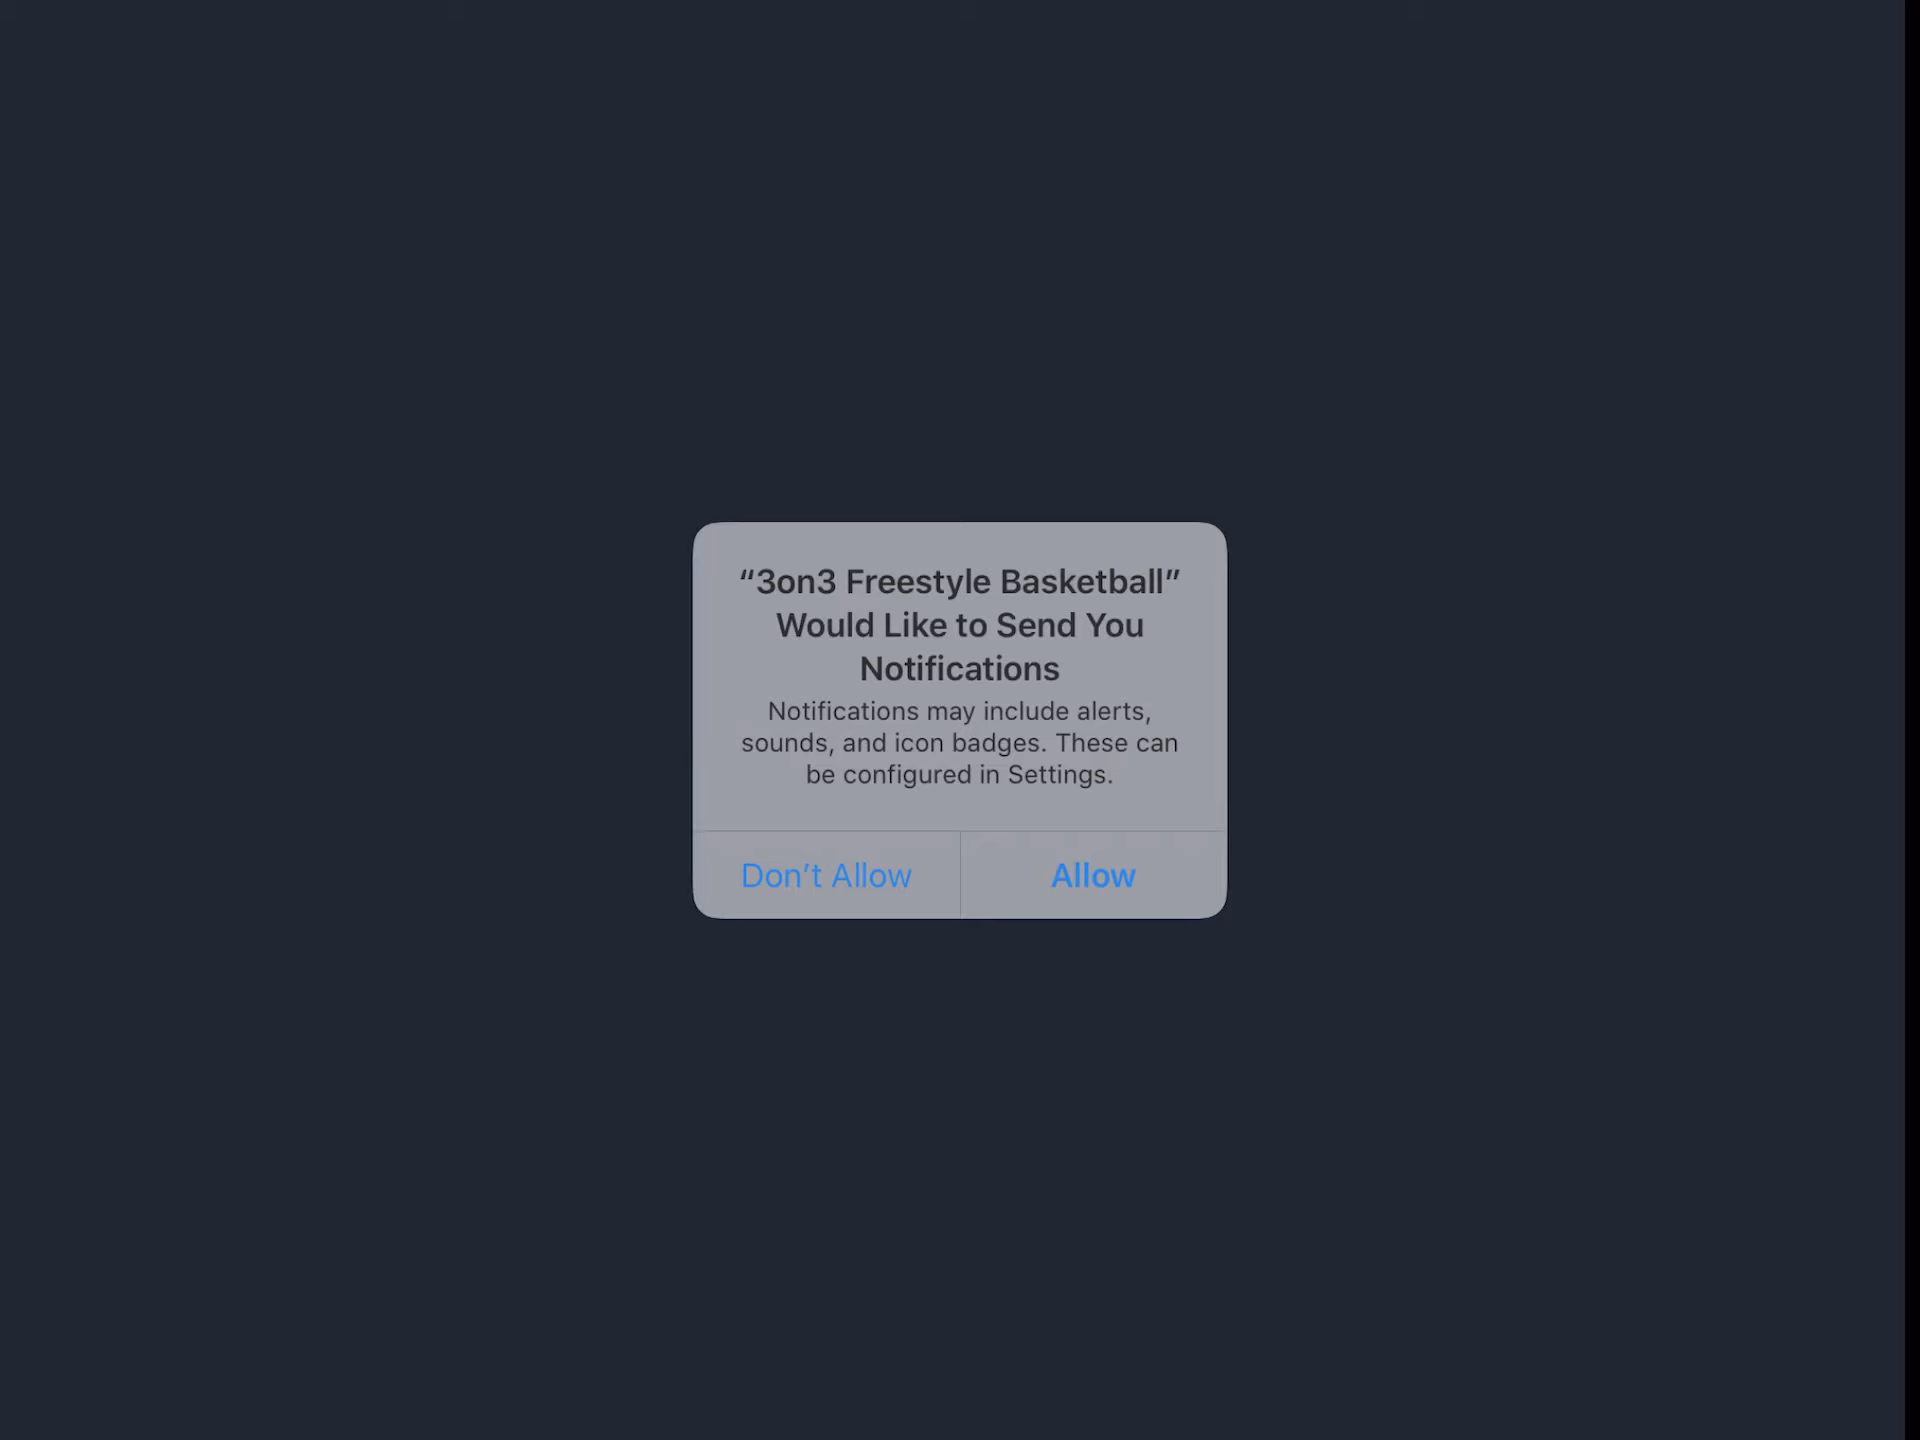 “3on3 Freestyle Basketball”
Would Like to Send You
Notifications
Notifications may include alerts,
sounds, and icon badges. These can
be configured in Settings.
Don’t Allow
Allow